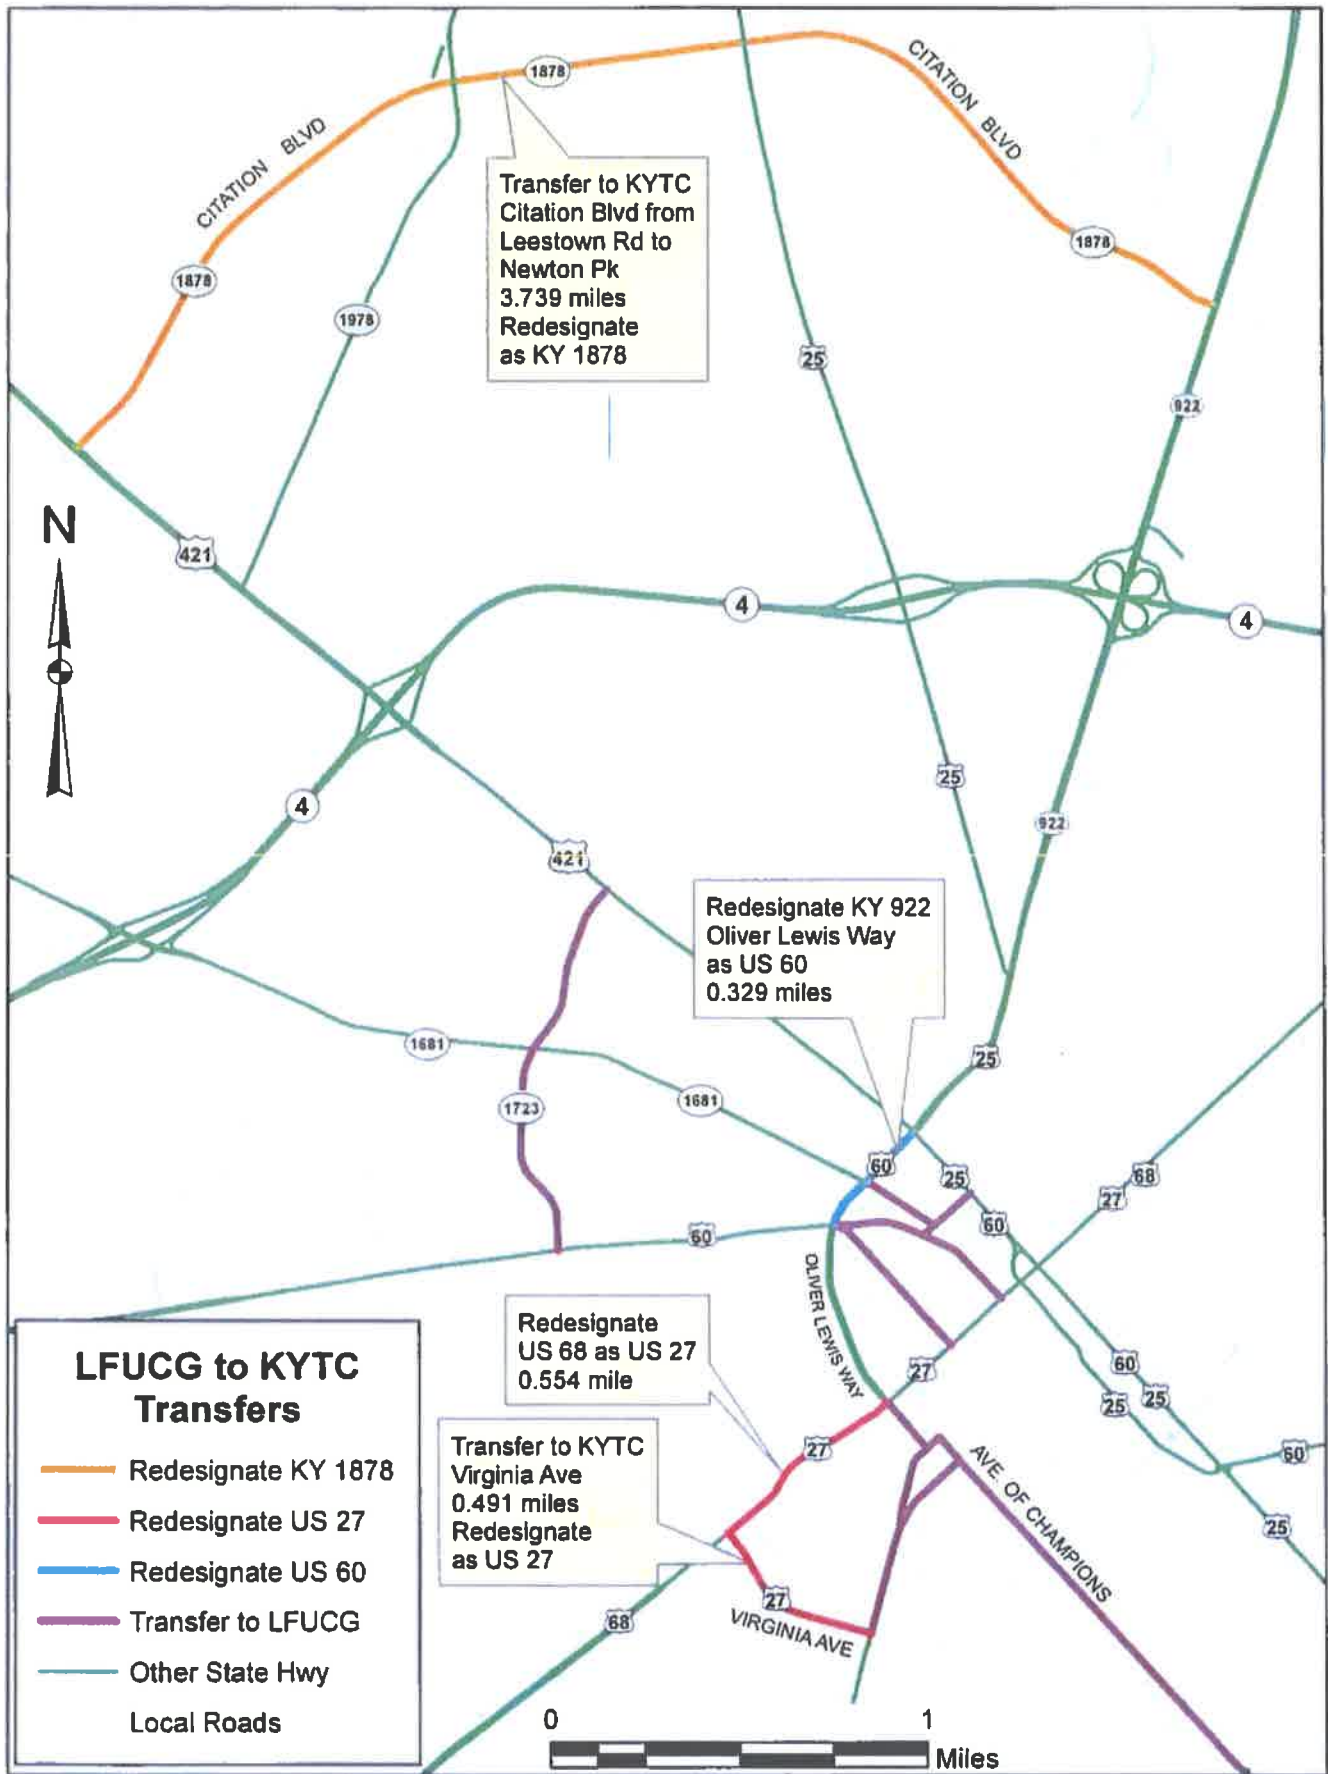 1878
CITATION BLVD
CITATION BLVD
Transfer to KYTC
Citation Blvd from
Leestown Rd to
Newton Pk
3.739 miles
Redesignate
as KY 1878
1878
1878
1978
25
922
N
421
4
4
4
25
922
421
Redesignate KY 922
Oliver Lewis Way
as US 60
0.329 miles
1681
25
1723
1681
60
25
68
27
60
60
OLIVER LEWIS WAY
Redesignate
US 68 as US 27
0.554 mile
27
60
25
25
27
60
Transfer to KYTC
Virginia Ave
0.491 miles
Redesignate
as US 27
AVE. OF CHAMPIONS
25
27
VIRGINIA AVE
68
LFUCG to KYTC
Transfers
Redesignate KY 1878
Redesignate US 27
Redesignate US 60
Transfer to LFUCG
Other State Hwy
Local Roads
0 1
Miles